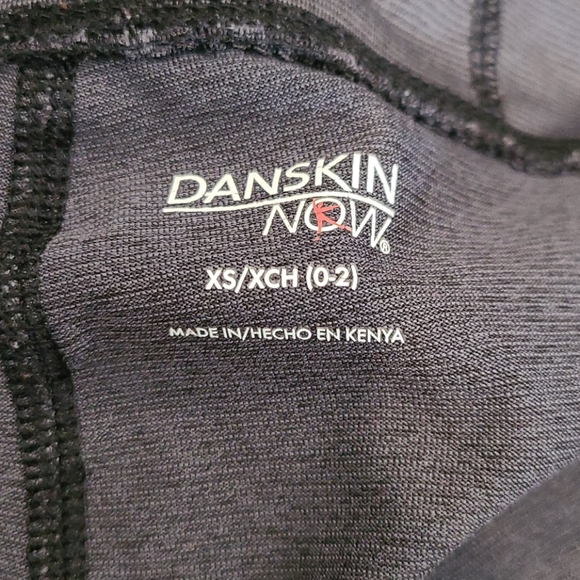 DANSKIN
NOW®
XS/XCH (0-2)
MADE IN/HECHO EN KENYA